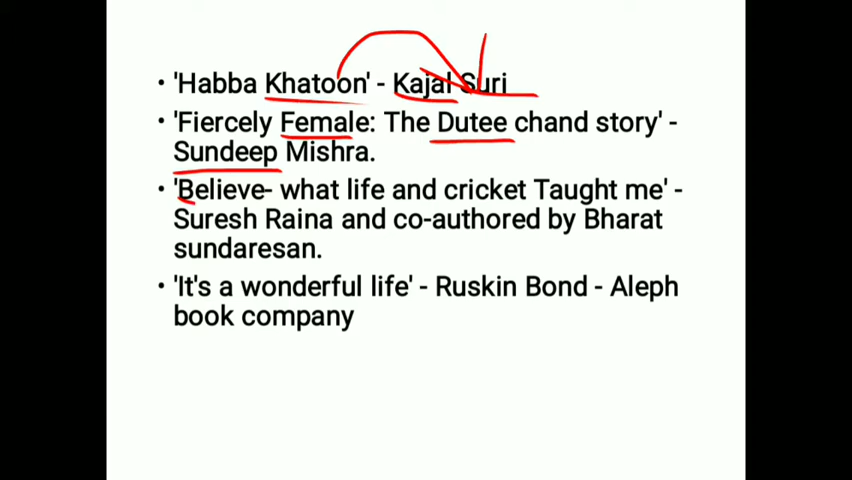 • 'Habba Khatoon' - Kajal Suri
• 'Fiercely Female: The Dutee chand story' -
Sundeep Mishra.
• 'Believe- what life and cricket Taught me' -
Suresh Raina and co-authored by Bharat
sundaresan.
• 'It's a wonderful life' - Ruskin Bond - Aleph
book company